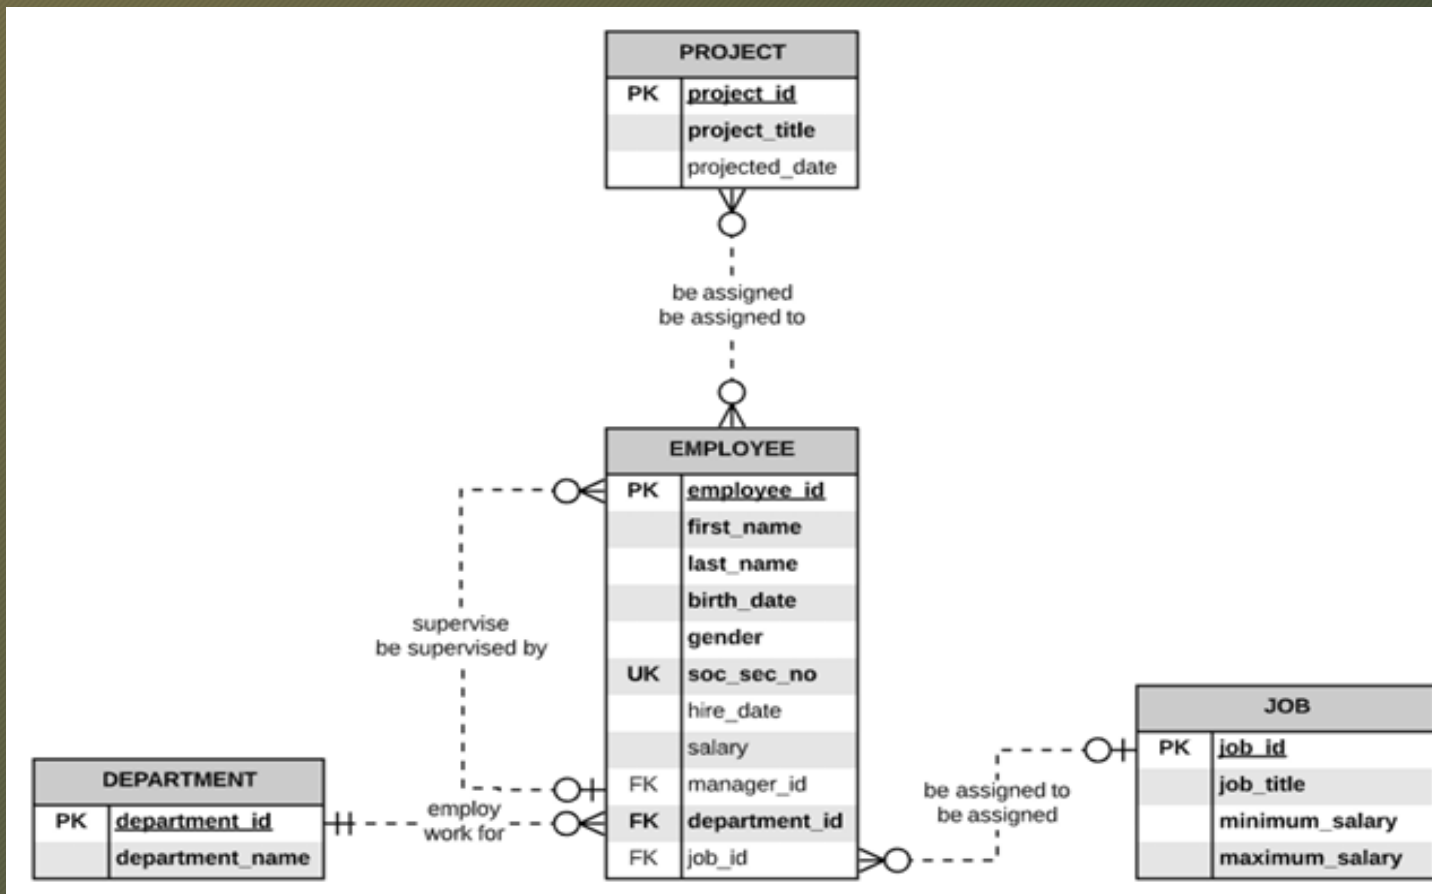 PROJECT
PK project_id
project_title
projected_date
be assigned
be assigned to
EMPLOYEE
PK employee_id
first_name
last_name
birth_date
gender
UK soc_sec_no
hire_date
salary
FK manager_id
FK department_id
FK job_id
supervise
be supervised by
DEPARTMENT
PK department_id
department_name
employ
work for
be assigned to
be assigned
JOB
PK job_id
job_title
minimum_salary
maximum_salary